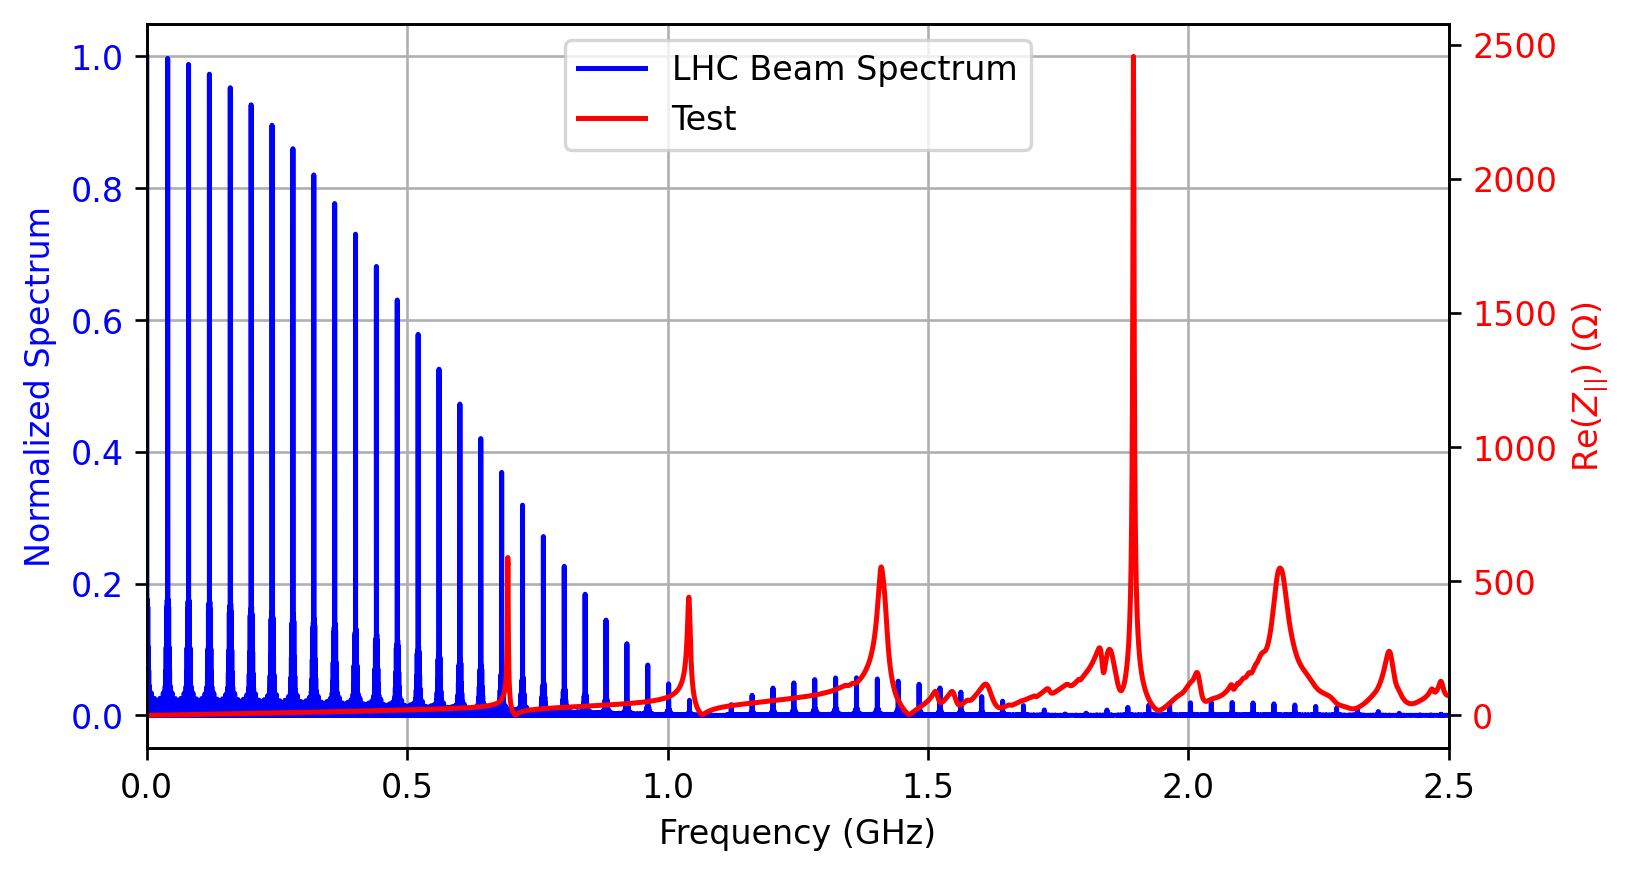 LHC Beam Spectrum
Test
Normalized Spectrum
1.0
0.8
0.6
0.4
0.2
0.0
Re(Z||) (Ω)
2500
2000
1500
1000
500
0
0.0 0.5 1.0 1.5 2.0 2.5
Frequency (GHz)